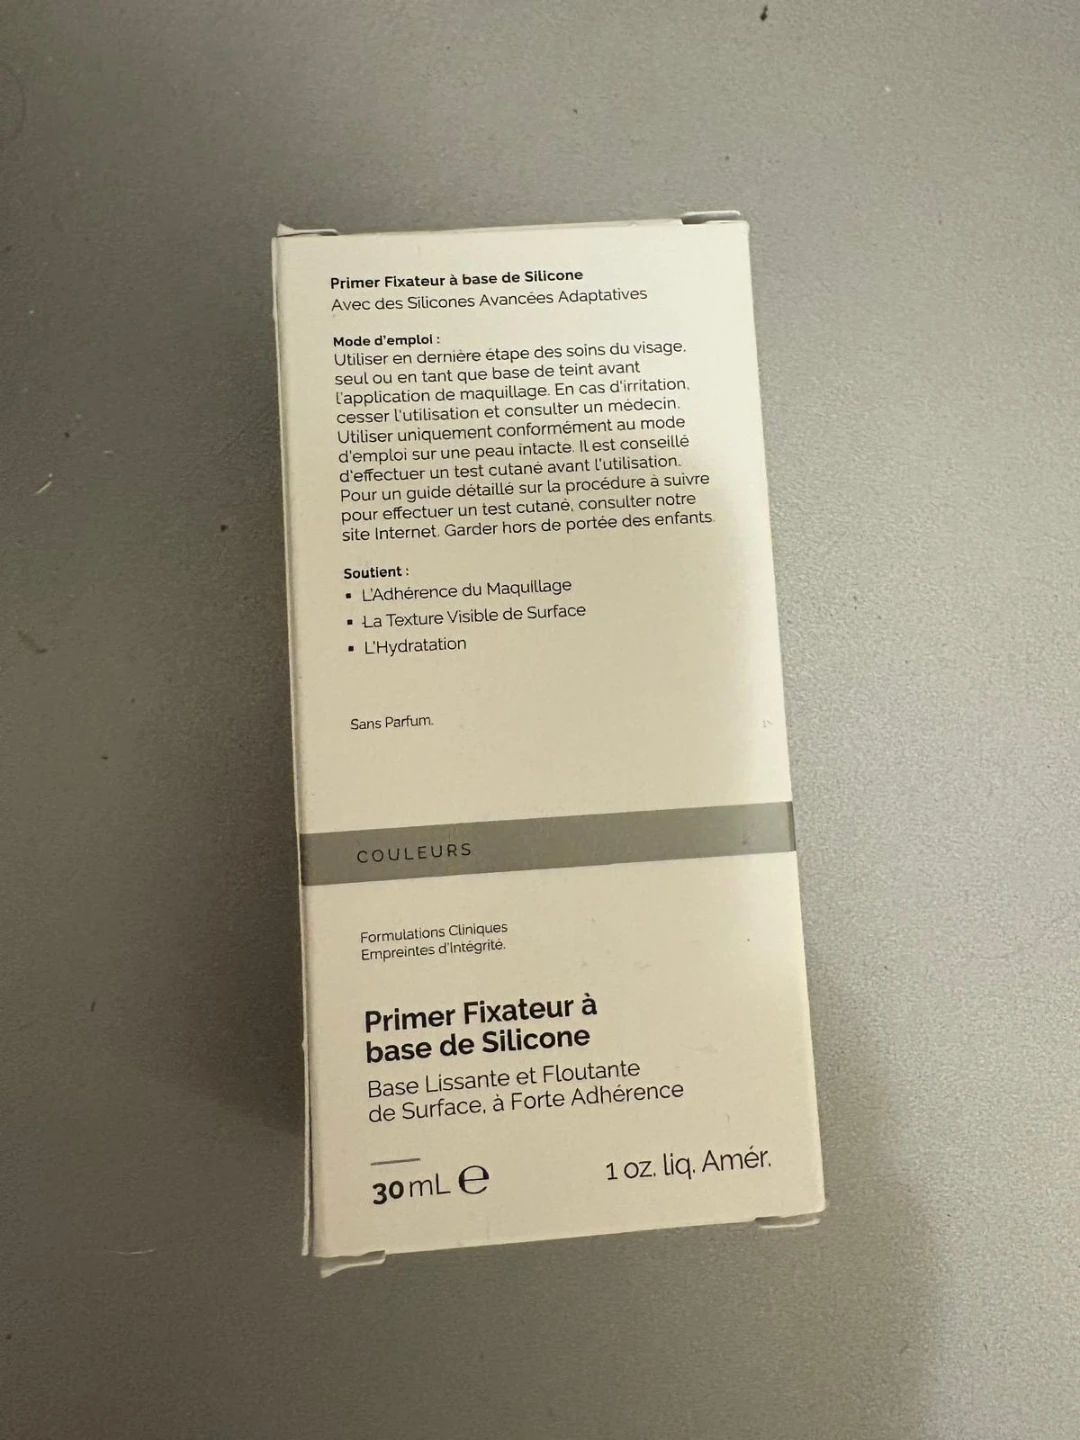 Primer Fixateur à base de Silicone
Avec des Silicones Avancées Adaptatives
Mode d'emploi :
Utiliser en dernière étape des soins du visage,
seul ou en tant que base de teint avant
l'application de maquillage. En cas d'irritation,
cesser l'utilisation et consulter un médecin.
Utiliser uniquement conformément au mode
d'emploi sur une peau intacte. Il est conseillé
d'effectuer un test cutané avant l'utilisation.
Pour un guide détaillé sur la procédure à suivre
pour effectuer un test cutané, consulter notre
site Internet. Garder hors de portée des enfants.
Soutient :
▪ L'Adhérence du Maquillage
▪ La Texture Visible de Surface
▪ L'Hydratation
Sans Parfum.
COULEURS
Formulations Cliniques
Empreintes d'Intégrité.
Primer Fixateur à
base de Silicone
Base Lissante et Floutante
de Surface, à Forte Adhérence
30 mL ℮ 1 oz. liq. Amér.